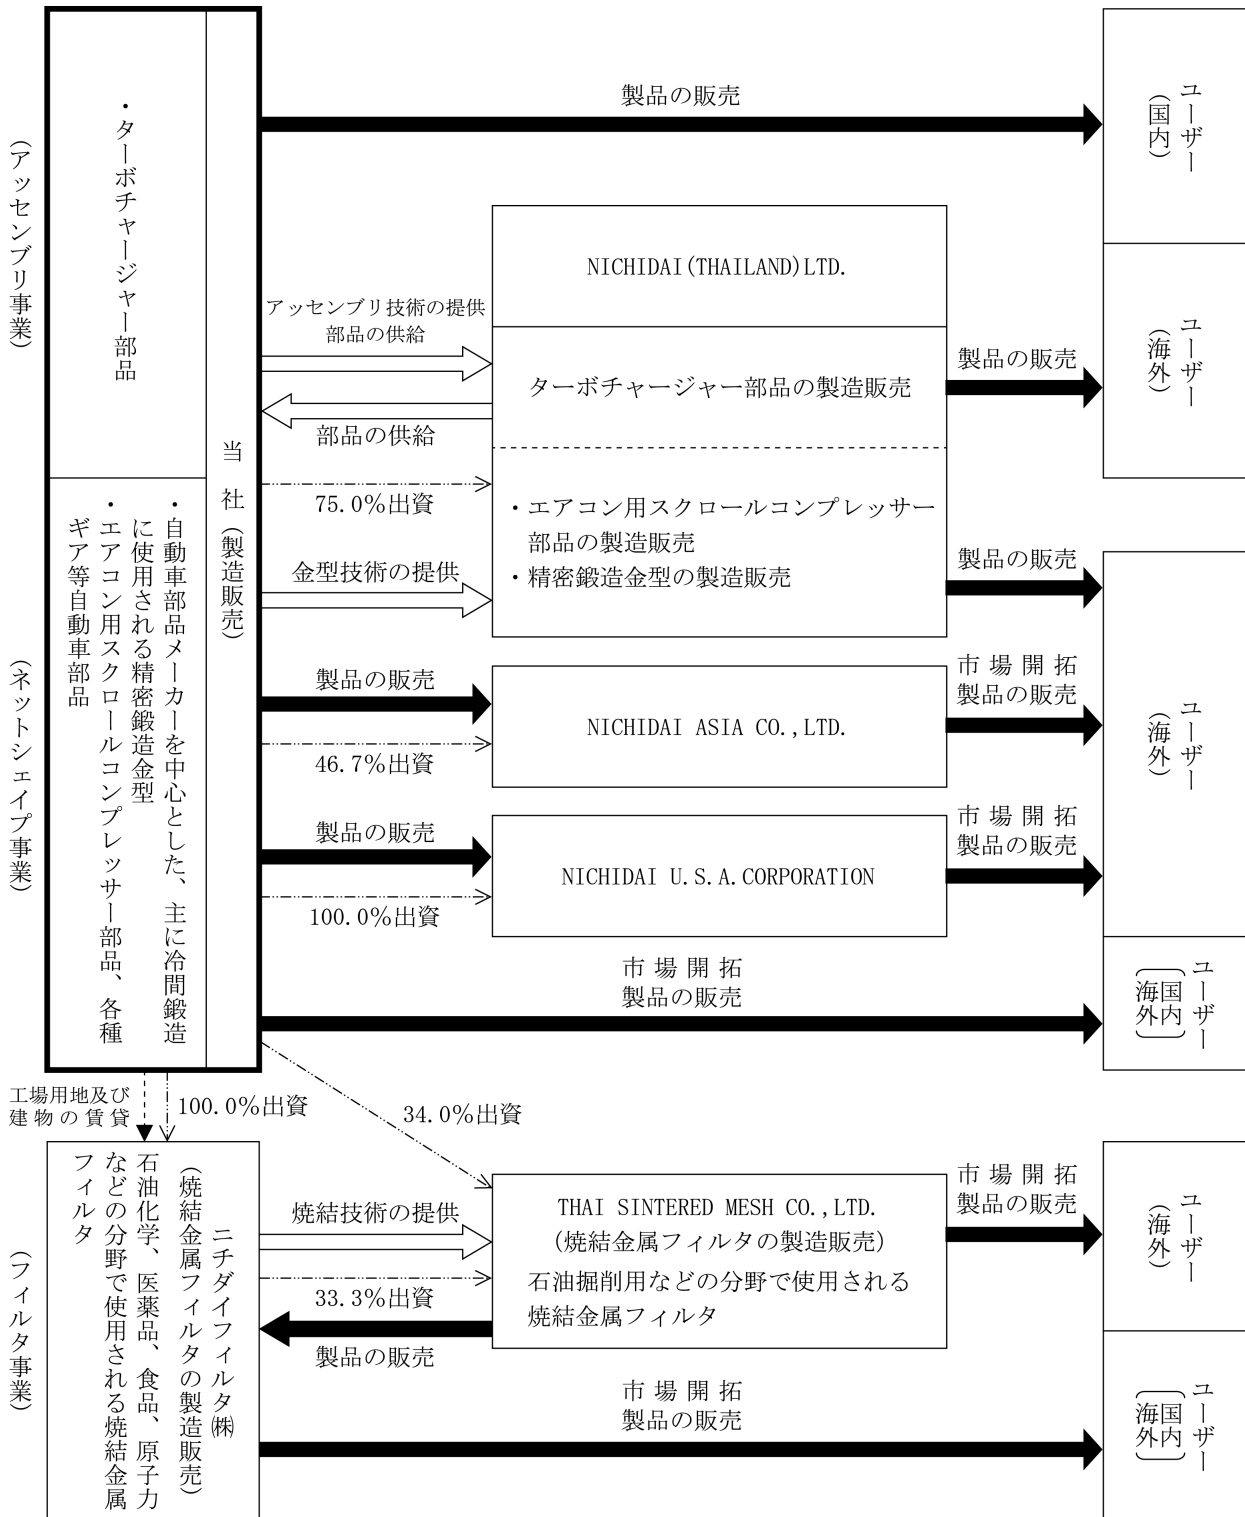 (アッセンブリ事業)
・ターボチャージャー部品
当　社(製造販売)
製品の販売
ユーザー
(国内)
NICHIDAI(THAILAND)LTD.
アッセンブリ技術の提供
部品の供給
ターボチャージャー部品の製造販売
部品の供給
製品の販売
ユーザー
(海外)
75.0%出資
・エアコン用スクロールコンプレッサー
部品の製造販売
・精密鍛造金型の製造販売
金型技術の提供
製品の販売
(ネットシェイプ事業)
・自動車部品メーカーを中心とした、主に冷間鍛造
に使用される精密鍛造金型
・エアコン用スクロールコンプレッサー部品、各種
ギア等自動車部品
製品の販売
NICHIDAI ASIA CO.,LTD.
46.7%出資
市場開拓
製品の販売
ユーザー
(海外)
製品の販売
NICHIDAI U.S.A.CORPORATION
100.0%出資
市場開拓
製品の販売
市場開拓
製品の販売
ユーザー
国内
海外
工場用地及び
建物の賃貸
100.0%出資
34.0%出資
(フィルタ事業)
ニチダイフィルタ㈱
(焼結金属フィルタの製造販売)
石油化学、医薬品、食品、原子力
などの分野で使用される焼結金属
フィルタ
焼結技術の提供
33.3%出資
製品の販売
THAI SINTERED MESH CO.,LTD.
(焼結金属フィルタの製造販売)
石油掘削用などの分野で使用される
焼結金属フィルタ
市場開拓
製品の販売
ユーザー
(海外)
市場開拓
製品の販売
ユーザー
国内
海外